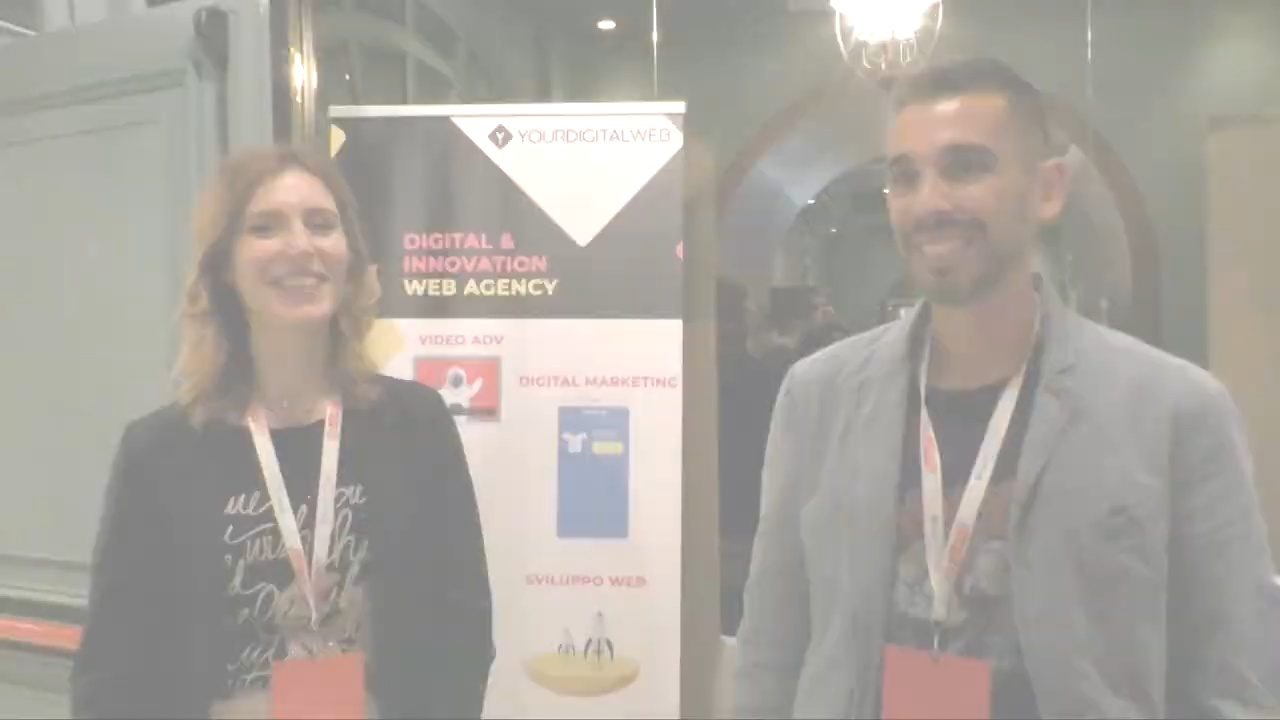 YOURDIGITALWEB
DIGITAL &
INNOVATION
WEB AGENCY
VIDEO ADV
DIGITAL MARKETING
SVILUPPO WEB